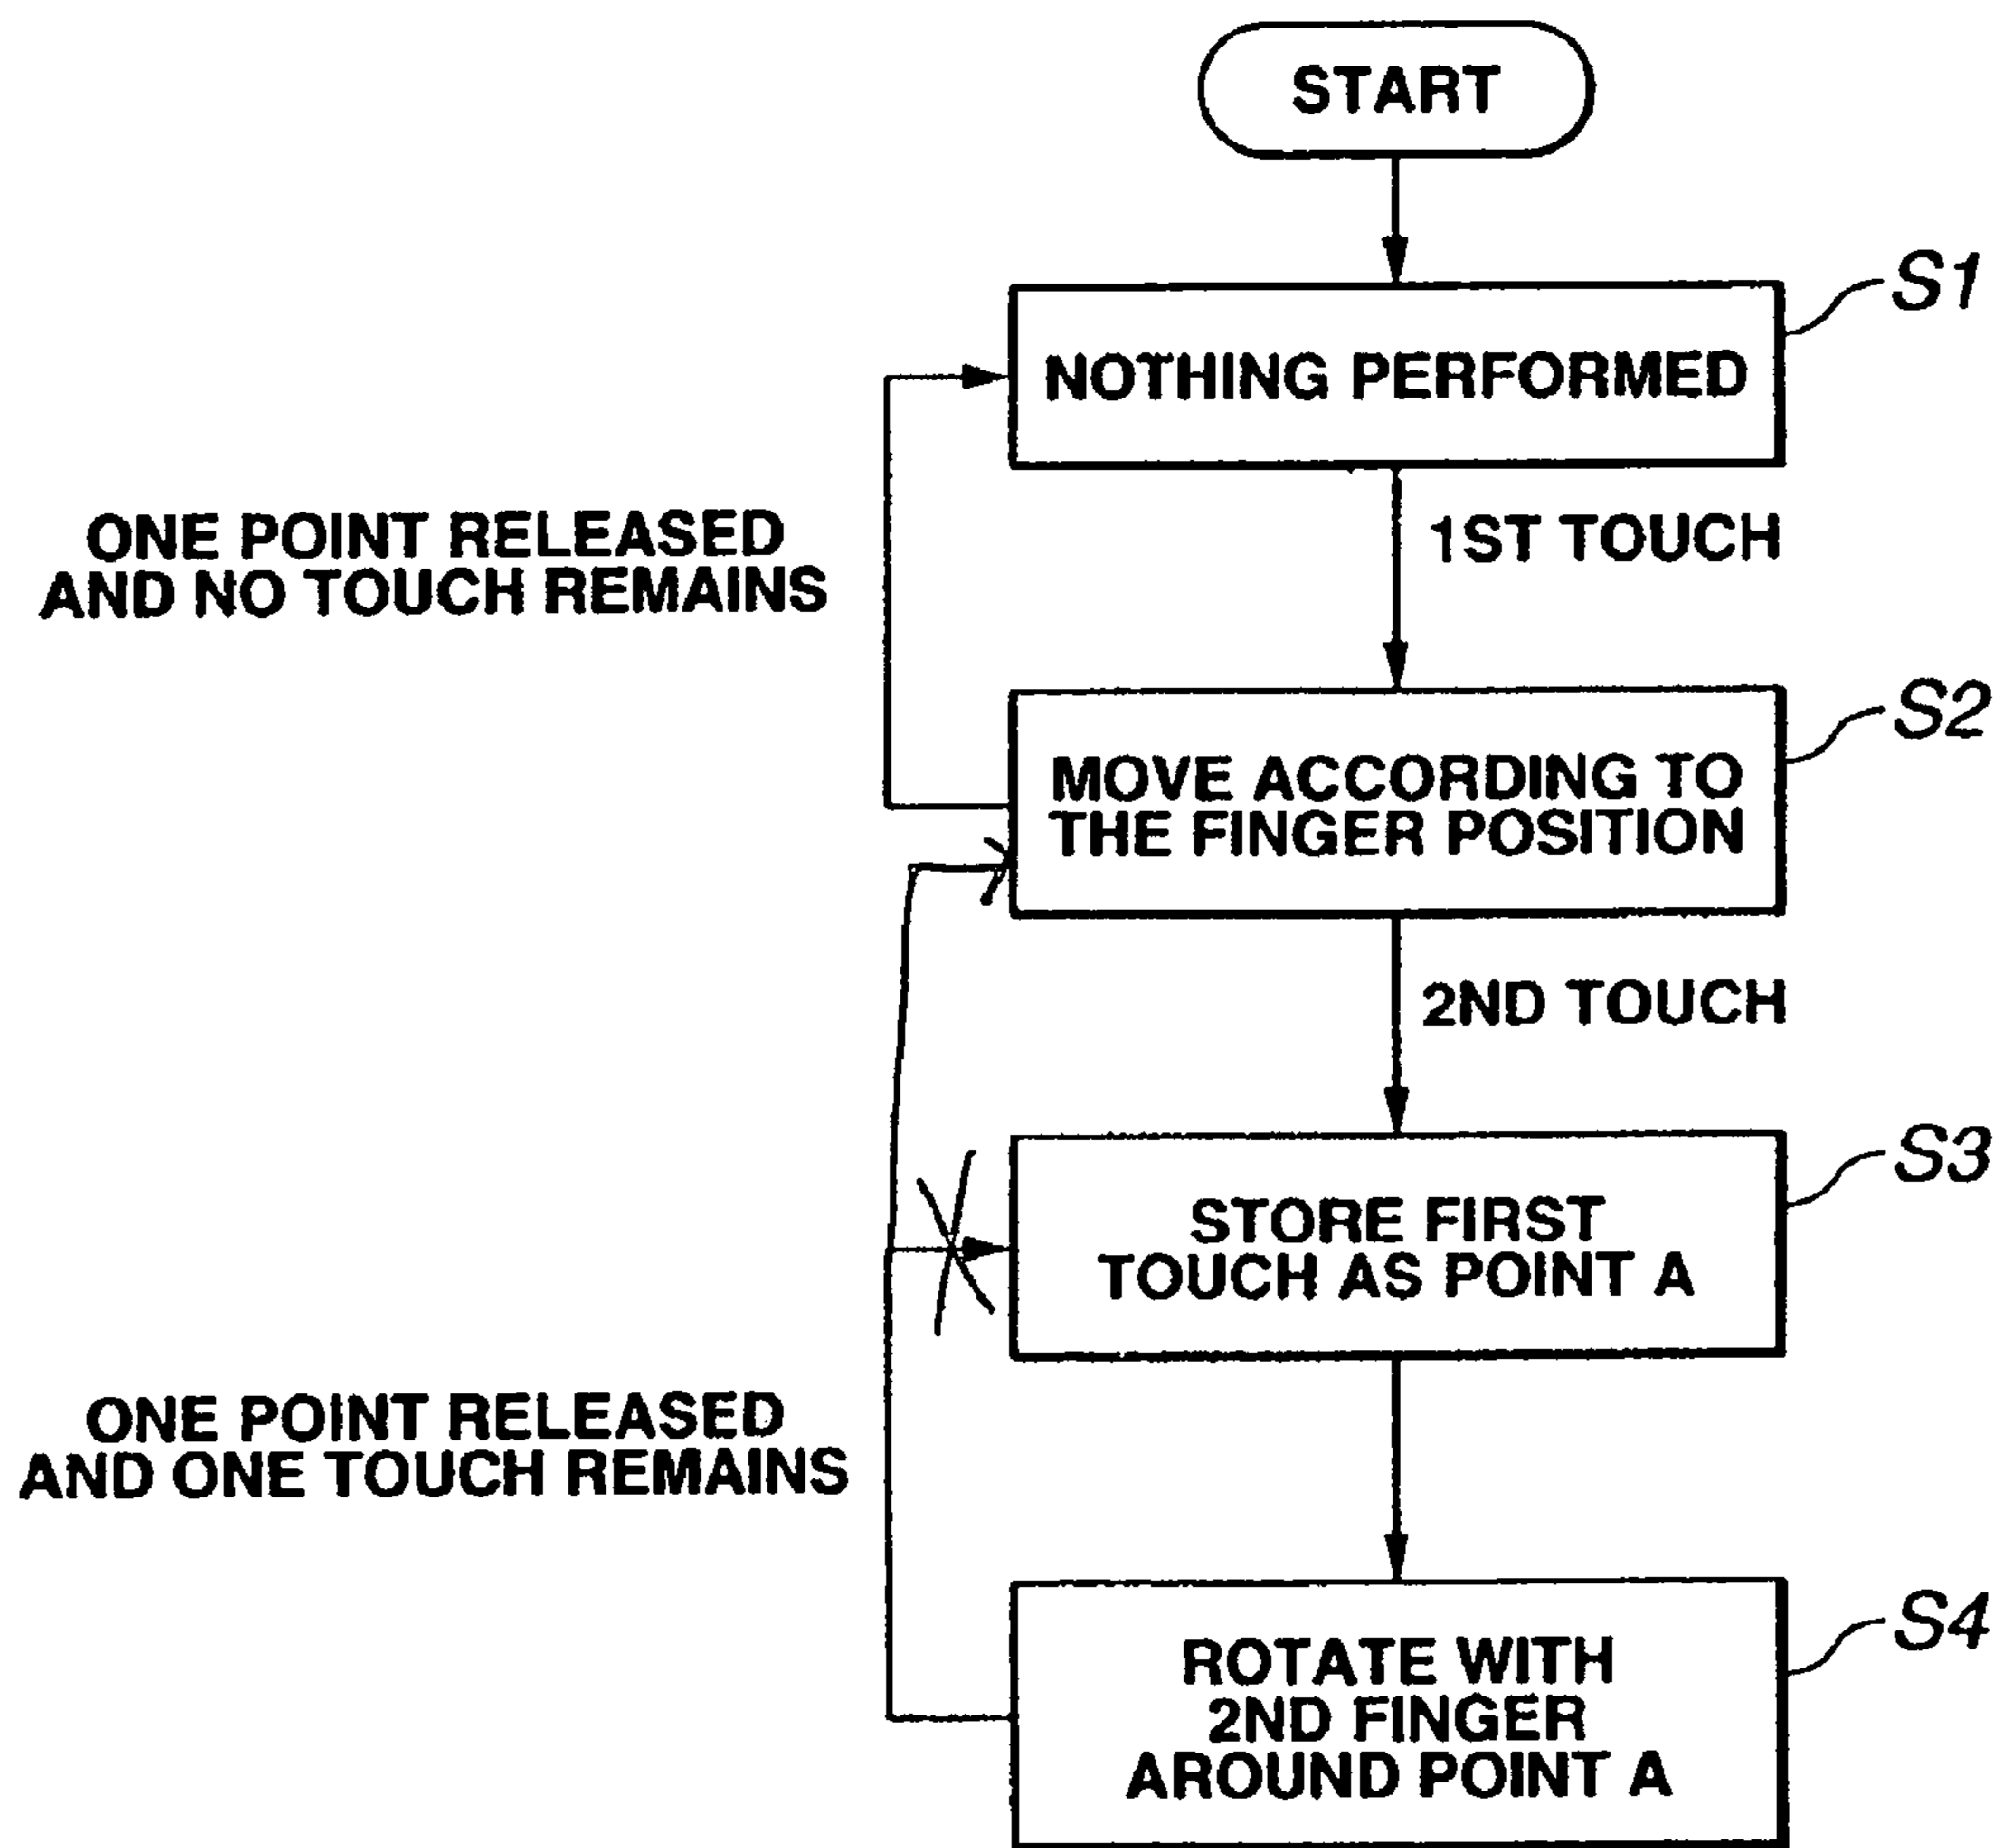 START
S1
NOTHING PERFORMED
ONE POINT RELEASED
AND NO TOUCH REMAINS
1ST TOUCH
S2
MOVE ACCORDING TO
THE FINGER POSITION
2ND TOUCH
S3
STORE FIRST
TOUCH AS POINT A
ONE POINT RELEASED
AND ONE TOUCH REMAINS
S4
ROTATE WITH
2ND FINGER
AROUND POINT A